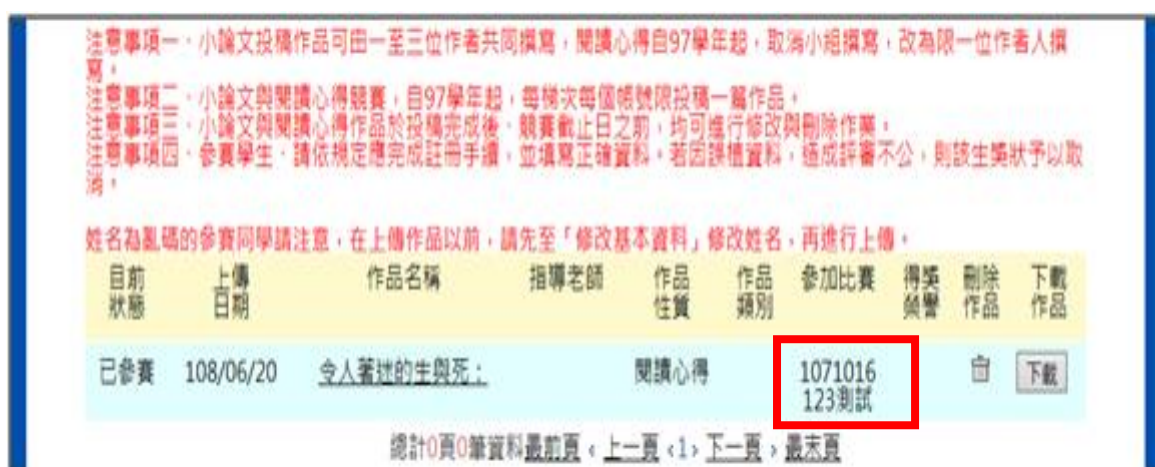 注意事項一、小論文投稿作品可由一至三位作者共同撰寫，閱讀心得自97學年起，取消小組撰寫，改為限一位作者人撰
寫。
注意事項二、小論文與閱讀心得競賽，自97學年起，每梯次每個帳號限投稿一篇作品。
注意事項三、小論文與閱讀心得作品於投稿完成後，競賽截止日之前，均可進行修改與刪除作業。
注意事項四、參賽學生，請依規定應完成註冊手續，並填寫正確資料。若因誤植資料，造成評審不公，則該生獎狀予以取
消。
姓名為亂碼的參賽同學請注意，在上傳作品以前，請先至「修改基本資料」修改姓名，再進行上傳。
目前 上傳 作品名稱 指導老師 作品 作品 參加比賽 得獎 刪除 下載
狀態 日期 性質 類別 榮譽 作品 作品
已參賽 108/06/20 令人著迷的生與死； 閱讀心得 1071016 下載
123測試
總計0頁0筆資料最前頁‹上一頁‹1›下一頁›最末頁